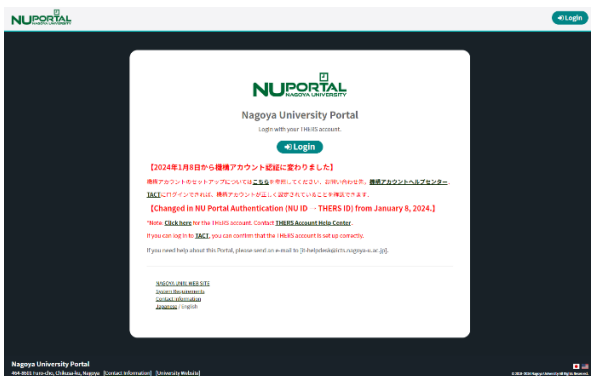 NUPORTAL
NAGOYA UNIVERSITY
Login
NUPORTAL
NAGOYA UNIVERSITY
Nagoya University Portal
Login with your THERS account.
Login
【2024年1月8日から機構アカウント認証に変わりました】
機構アカウントのセットアップについてはこちらを参照してください。お問い合わせ先、機構アカウントヘルプセンター.
TACTにログインできれば、機構アカウントが正しく設定されていることを確認できます。
【Changed in NU Portal Authentication (NU ID → THERS ID) from January 8, 2024.】
*Note. Click here for the THERS account. Contact THERS Account Help Center.
If you can log in to TACT, you can confirm that the THERS account is set up correctly.
If you need help about this Portal, please send an e-mail to [it-helpdesk@icts.nagoya-u.ac.jp].
NAGOYA UNIV. WEB SITE
System Requirements
Contact Information
Japanese / English
Nagoya University Portal
464-8601 Furo-cho, Chikusa-ku, Nagoya [Contact Information] [University Website]
Nagoya University All Rights Reserved.